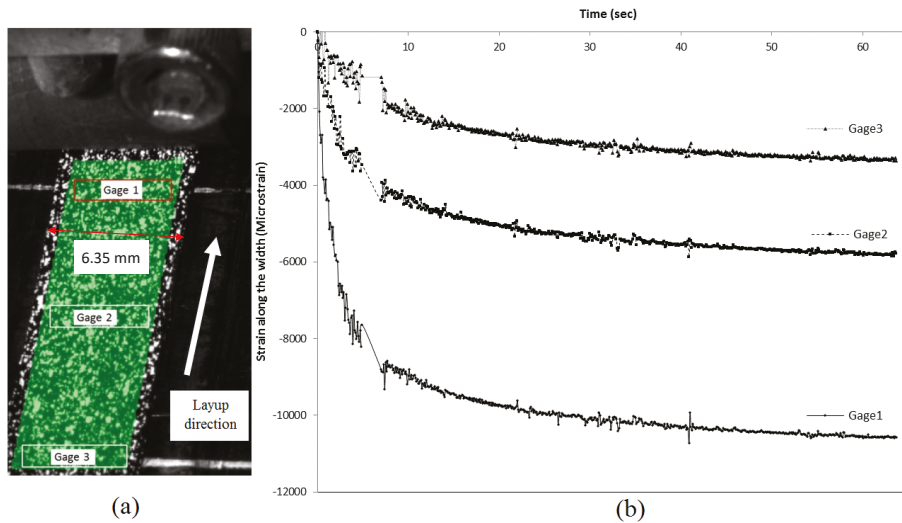 Gage 1
6.35 mm
Gage 2
Layup
direction
Gage 3
(a)
Time (sec)
0
10
20
30
40
50
60
Strain along the width (Microstrain)
-2000
-4000
-6000
-8000
-10000
-12000
Gage3
Gage2
Gage1
(b)